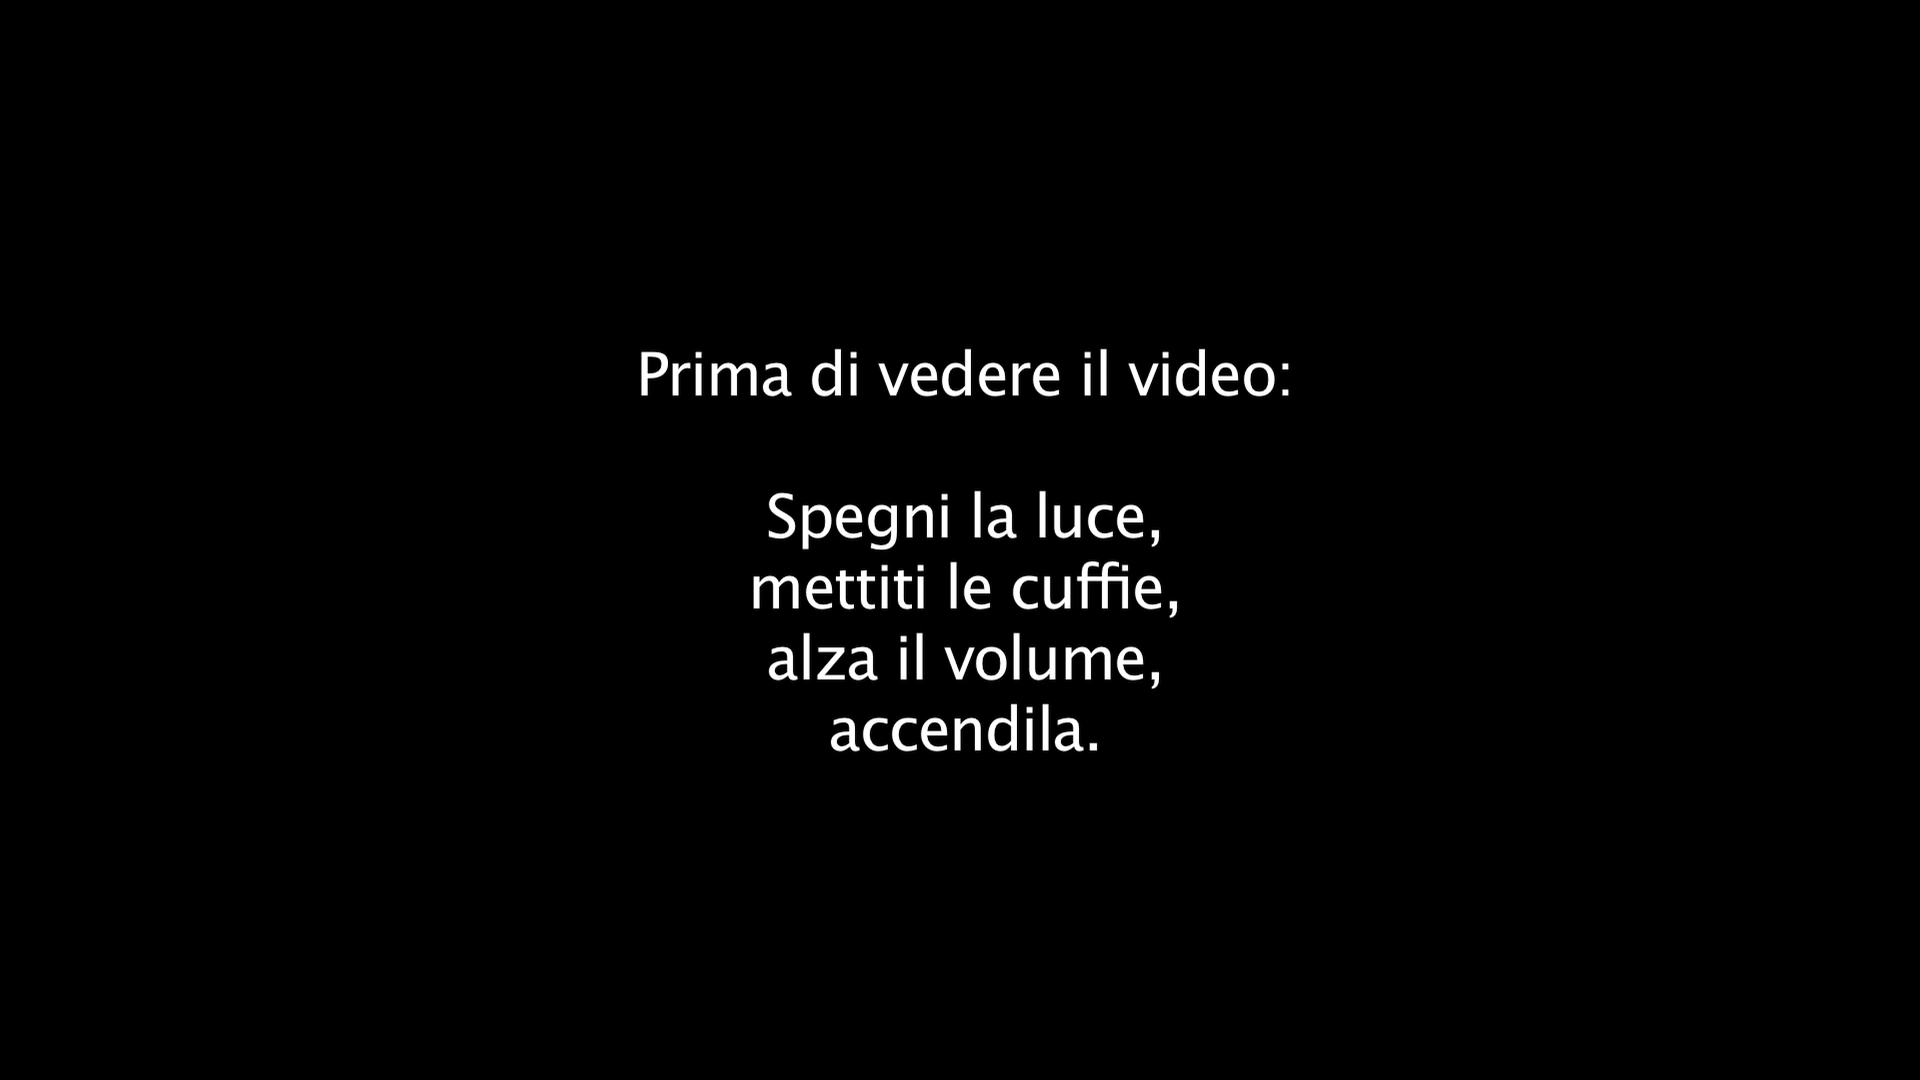 Prima di vedere il video:
Spegni la luce,
mettiti le cuffie,
alza il volume,
accendila.